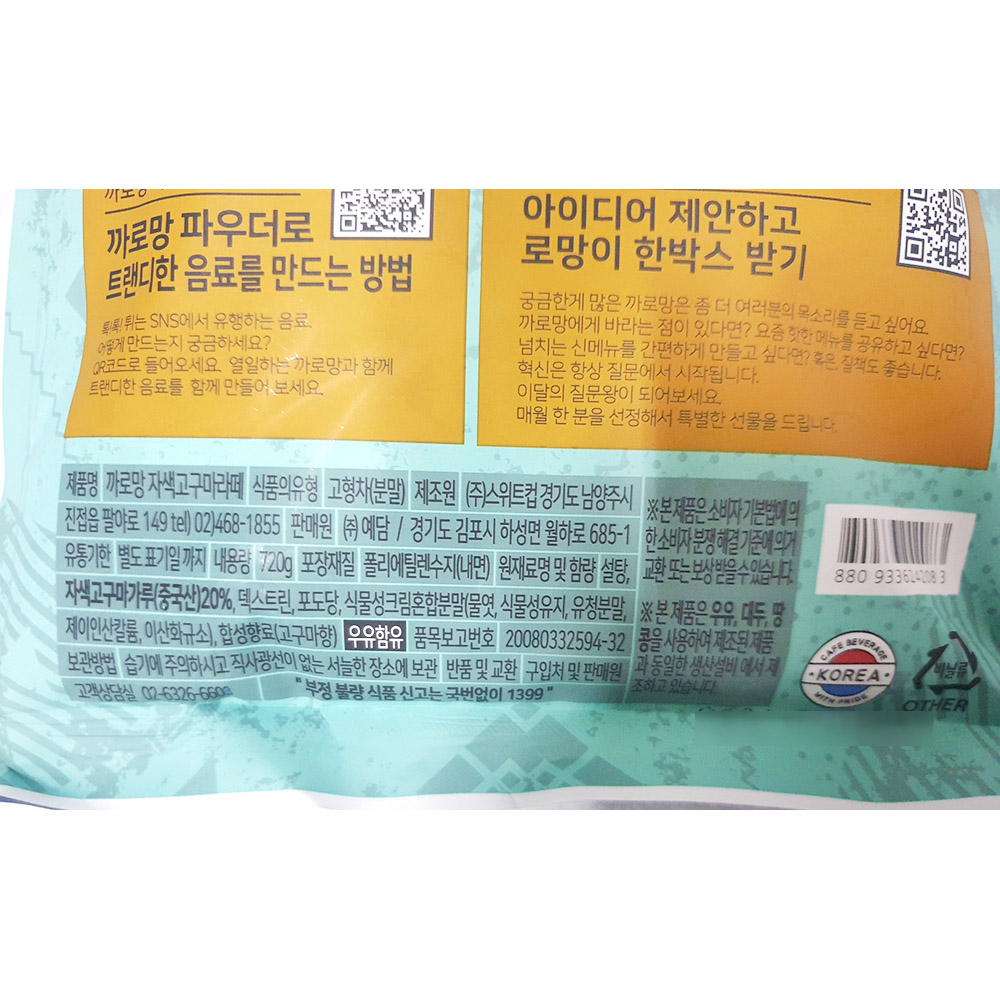 까로망 파우더로
트랜디한 음료를 만드는 방법
톡!톡! 튀는 SNS에서 유행하는 음료.
어떻게 만드는지 궁금하세요?
QR코드로 들어오세요. 열일하는 까로망과 함께
트랜디한 음료를 함께 만들어 보세요.
아이디어 제안하고
로망이 한박스 받기
궁금한게 많은 까로망은 좀 더 여러분의 목소리를 듣고 싶어요.
까로망에게 바라는 점이 있다면? 요즘 핫한 메뉴를 공유하고 싶다면?
넘치는 신메뉴를 간편하게 만들고 싶다면? 혹은, 질책도 좋습니다.
혁신은 항상 질문에서 시작됩니다.
이달의 질문왕이 되어보세요.
매월 한 분을 선정해서 특별한 선물을 드립니다.
제품명 까로망 자색고구마라떼 식품의유형 고형차(분말) 제조원 (주)스위트컵 경기도 남양주시
진접읍 팔야로 149 tel) 02)468-1855 판매원 ㈜ 예담 / 경기도 김포시 하성면 월하로 685-1
유통기한 별도 표기일 까지 내용량 720g 포장재질 폴리에틸렌수지(내면) 원재료명 및 함량 설탕,
자색고구마가루(중국산)20%, 덱스트린, 포도당, 식물성크림혼합분말(물엿, 식물성유지, 유청분말,
제이인산칼륨, 이산화규소), 합성향료(고구마향) 우유함유 품목보고번호 20080332594-32
보관방법 습기에 주의하시고 직사광선이 없는 서늘한 장소에 보관 반품 및 교환 구입처 및 판매원
고객상담실 02-6326-6608 " 부정 불량 식품 신고는 국번없이 1399 "
※본 제품은 소비자 기본법에 의
한 소비자 분쟁 해결 기준에 의거
교환 또는 보상 받을 수 있습니다.
※ 본 제품은 우유, 대두, 땅
콩을 사용하여 제조된 제품
과 동일한 생산설비 에서 제
조하고 있습니다.
880 933624208 3
CAFE BEVERAGE
KOREA
WITH PRIDE
비닐류
OTHER